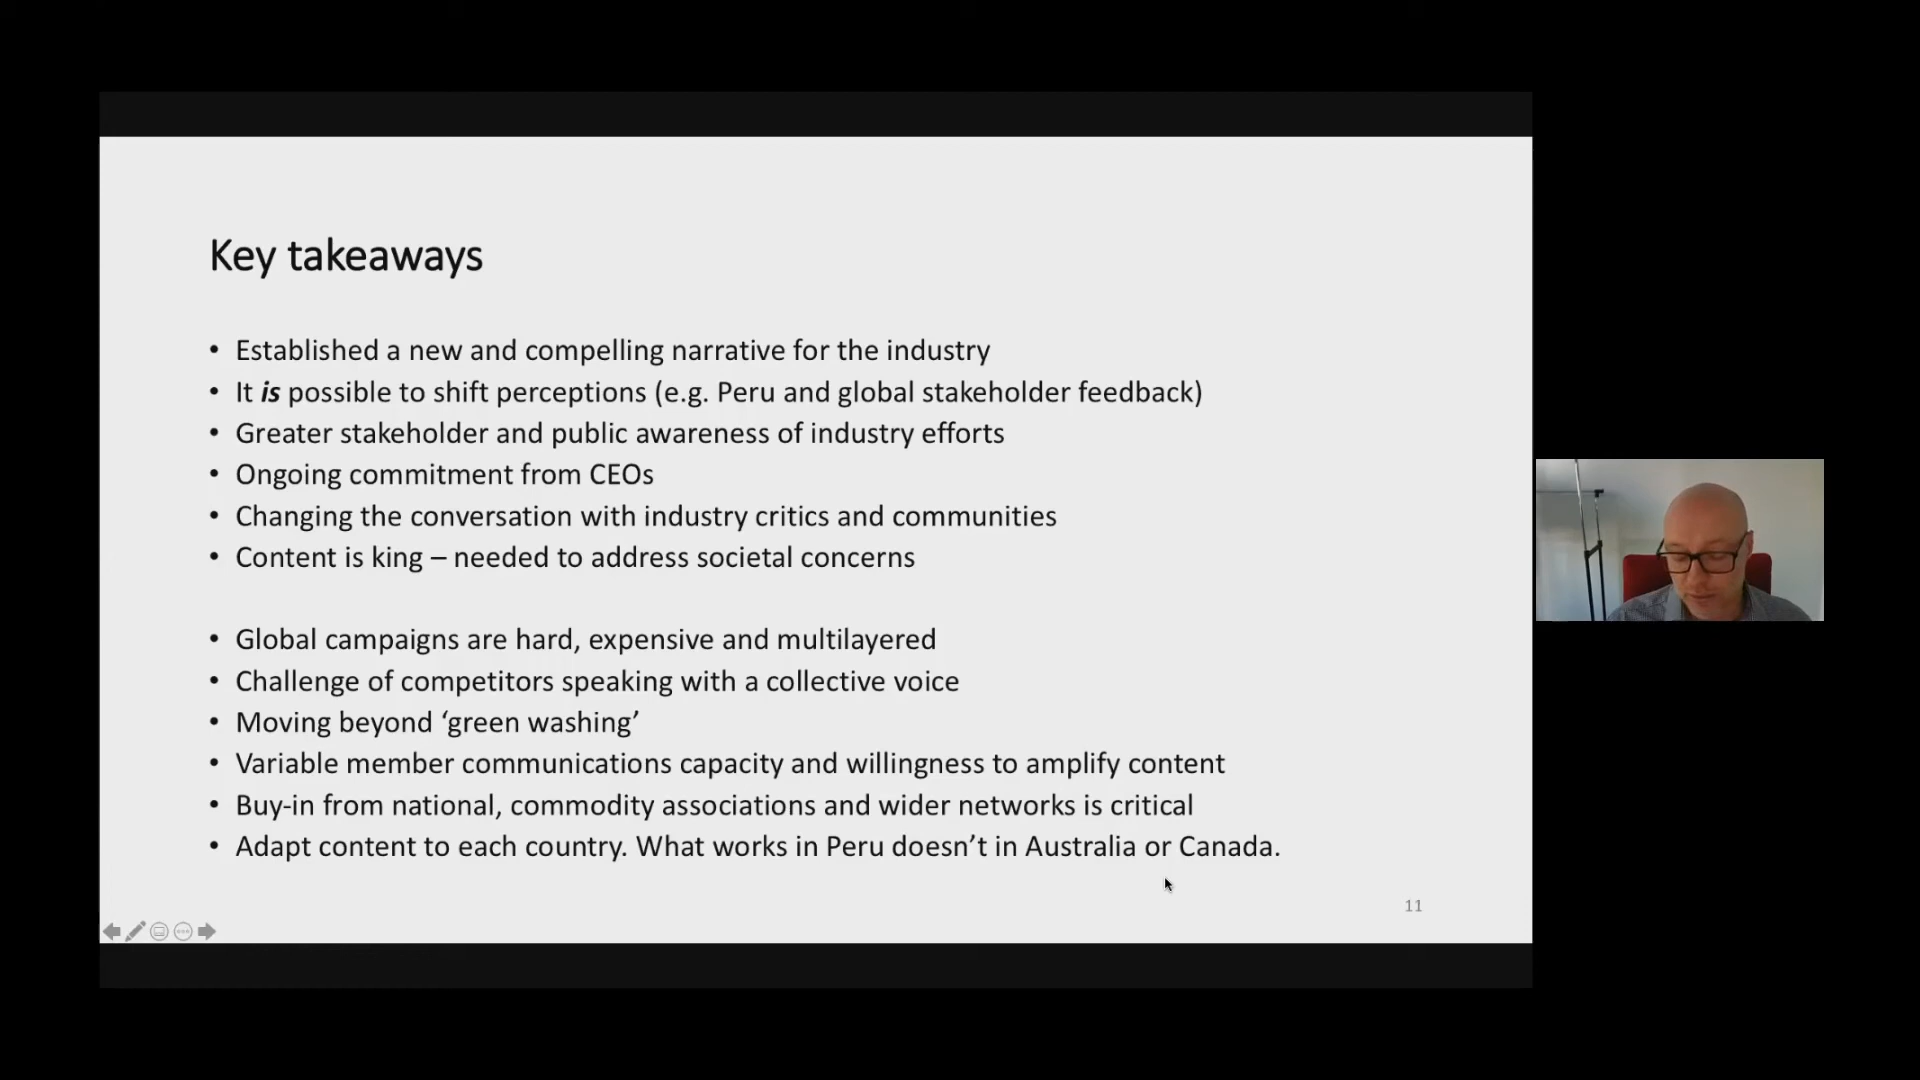 Key takeaways
• Established a new and compelling narrative for the industry
• It is possible to shift perceptions (e.g. Peru and global stakeholder feedback)
• Greater stakeholder and public awareness of industry efforts
• Ongoing commitment from CEOs
• Changing the conversation with industry critics and communities
• Content is king – needed to address societal concerns
• Global campaigns are hard, expensive and multilayered
• Challenge of competitors speaking with a collective voice
• Moving beyond ‘green washing’
• Variable member communications capacity and willingness to amplify content
• Buy-in from national, commodity associations and wider networks is critical
• Adapt content to each country. What works in Peru doesn’t in Australia or Canada.
11